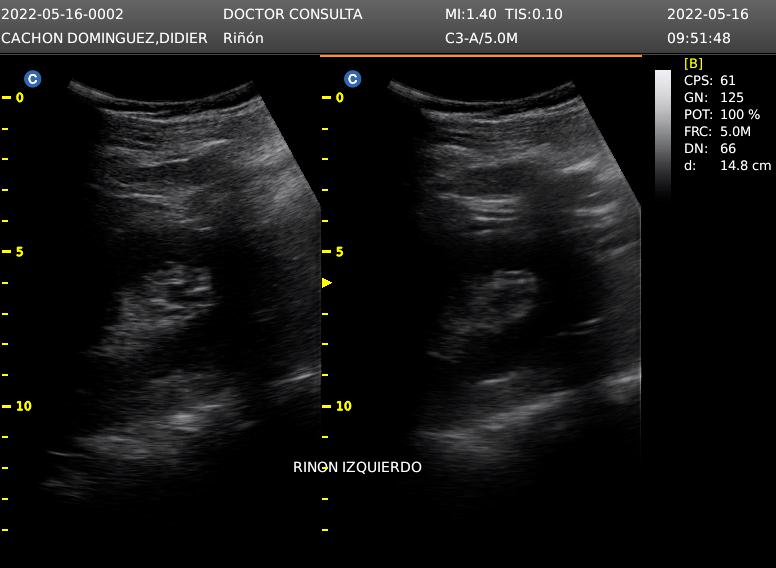 2022-05-16-0002 DOCTOR CONSULTA MI:1.40 TIS:0.10 2022-05-16
CACHON DOMINGUEZ,DIDIER Riñón C3-A/5.0M 09:51:48
[B]
CPS: 61
GN: 125
POT: 100 %
FRC: 5.0M
DN: 66
d: 14.8 cm
C C
0 0
5 5
10 10
RINON IZQUIERDO